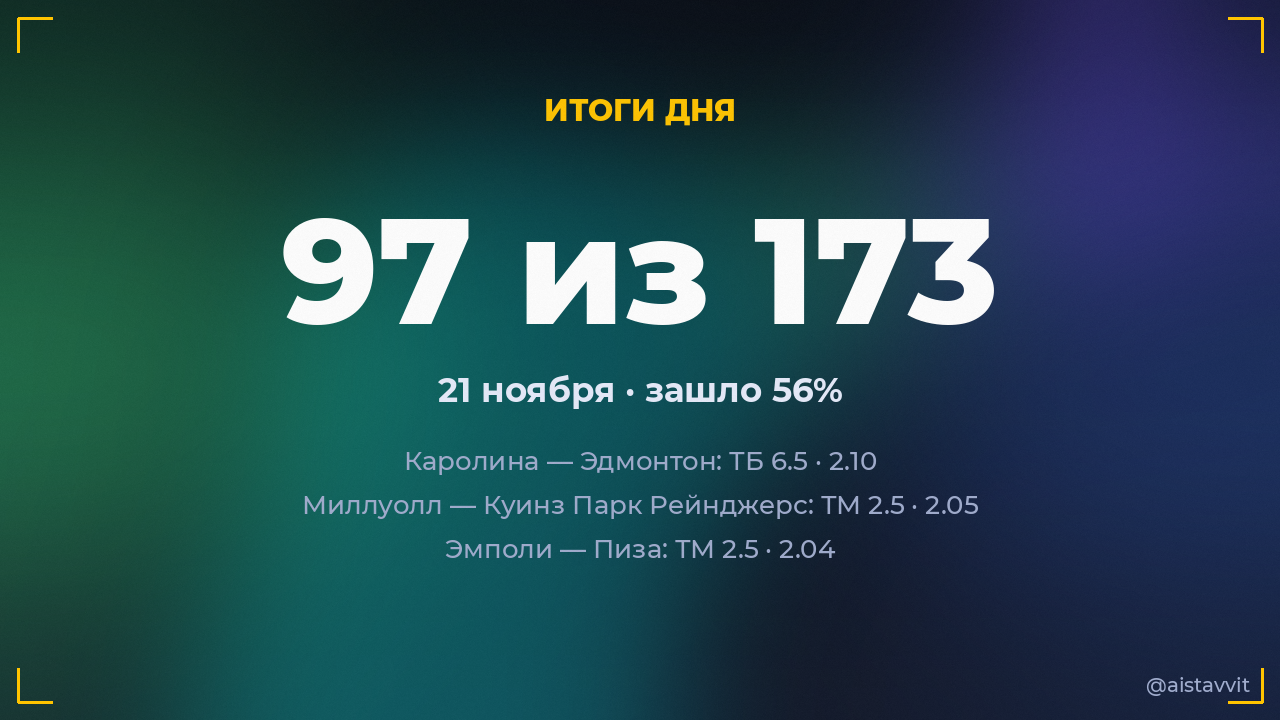 ИТОГИ ДНЯ
97 из 173
21 ноября · зашло 56%
Каролина — Эдмонтон: ТБ 6.5 · 2.10
Миллуолл — Куинз Парк Рейнджерс: ТМ 2.5 · 2.05
Эмполи — Пиза: ТМ 2.5 · 2.04
@aistavvit